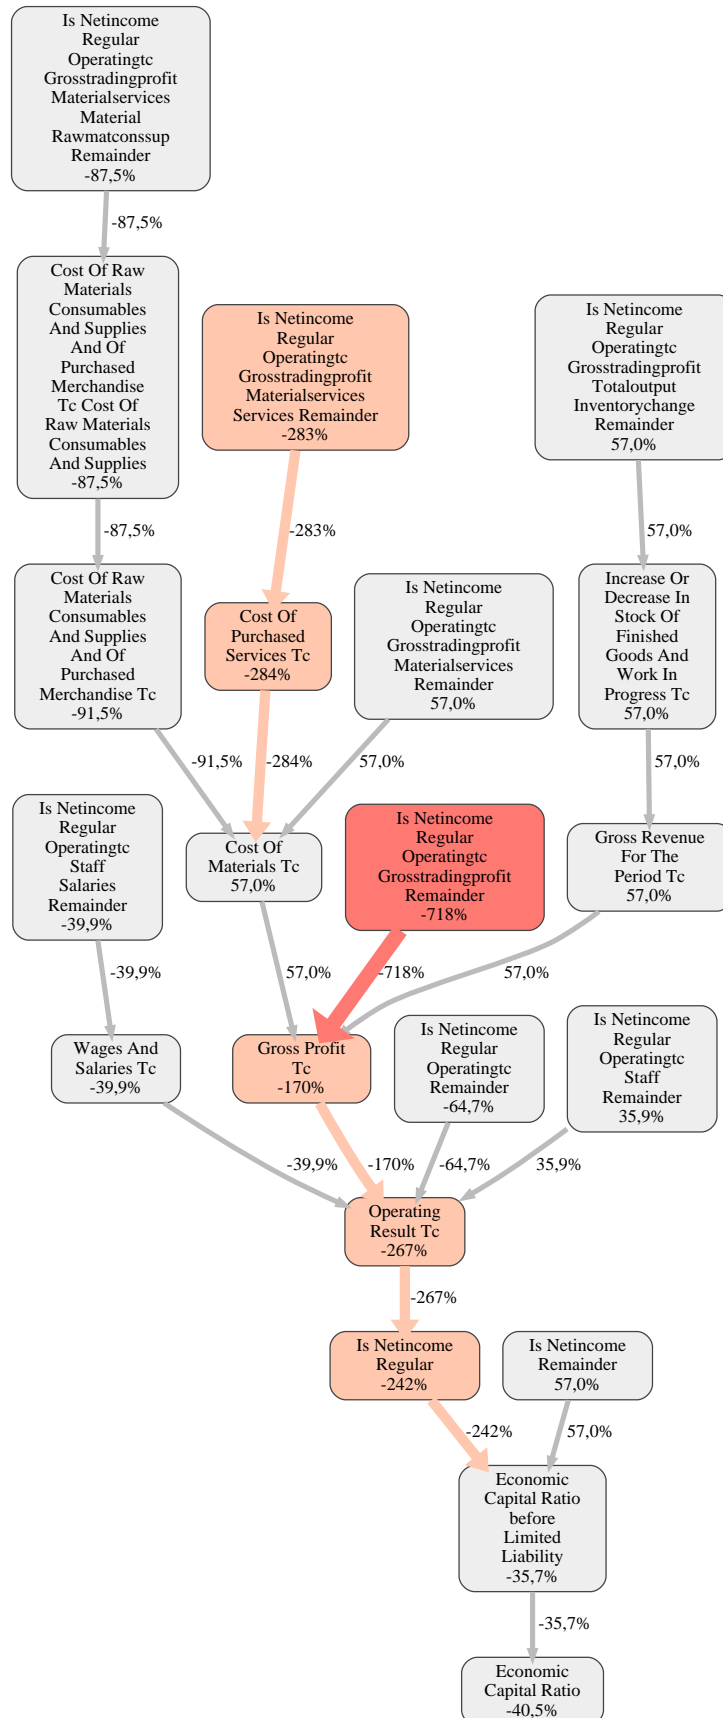 Is Netincome
Regular
Operatingtc
Grosstradingprofit
Materialservices
Material
Rawmatconssup
Remainder
-87,5%
-87,5%
Cost Of Raw
Materials
Consumables
And Supplies
And Of
Purchased
Merchandise
Tc Cost Of
Raw Materials
Consumables
And Supplies
-87,5%
Is Netincome
Regular
Operatingtc
Grosstradingprofit
Materialservices
Services Remainder
-283%
Is Netincome
Regular
Operatingtc
Grosstradingprofit
Totaloutput
Inventorychange
Remainder
57,0%
-87,5%
-283%
57,0%
Cost Of Raw
Materials
Consumables
And Supplies
And Of
Purchased
Merchandise Tc
-91,5%
Cost Of
Purchased
Services Tc
-284%
Is Netincome
Regular
Operatingtc
Grosstradingprofit
Materialservices
Remainder
57,0%
Increase Or
Decrease In
Stock Of
Finished
Goods And
Work In
Progress Tc
57,0%
-91,5%
-284%
57,0%
57,0%
Is Netincome
Regular
Operatingtc
Staff
Salaries
Remainder
-39,9%
Cost Of
Materials Tc
57,0%
Is Netincome
Regular
Operatingtc
Grosstradingprofit
Remainder
-718%
Gross Revenue
For The
Period Tc
57,0%
-39,9%
57,0%
-718%
57,0%
Wages And
Salaries Tc
-39,9%
Gross Profit
Tc
-170%
Is Netincome
Regular
Operatingtc
Remainder
-64,7%
Is Netincome
Regular
Operatingtc
Staff
Remainder
35,9%
-39,9%
-170%
-64,7%
35,9%
Operating
Result Tc
-267%
-267%
Is Netincome
Regular
-242%
Is Netincome
Remainder
57,0%
-242%
57,0%
Economic
Capital Ratio
before
Limited
Liability
-35,7%
-35,7%
Economic
Capital Ratio
-40,5%